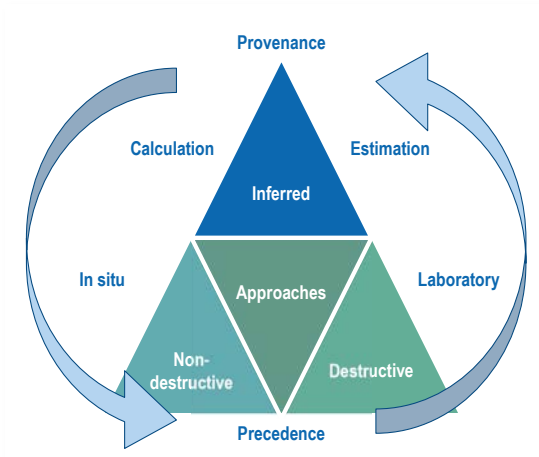 Provenance
Calculation
Estimation
Inferred
In situ
Approaches
Laboratory
Non-
destructive
Destructive
Precedence